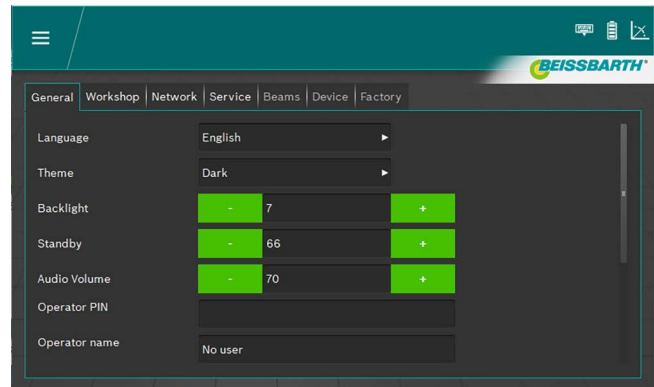 BEISSBARTH
General Workshop Network Service Beams Device Factory
Language English
Theme Dark
Backlight - 7 +
Standby - 66 +
Audio Volume - 70 +
Operator PIN
Operator name No user